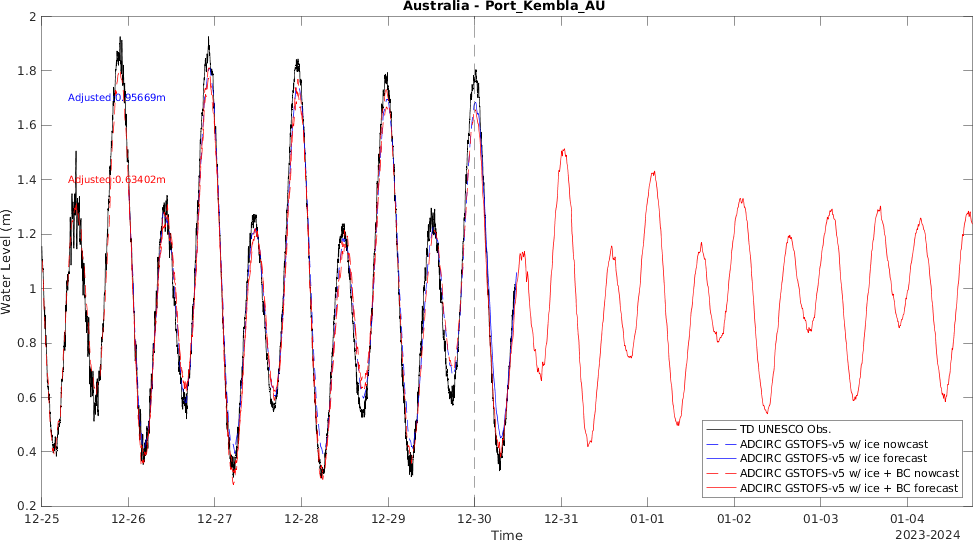 Australia - Port_Kembla_AU
2
1.8
1.6
1.4
1.2
1
0.8
0.6
0.4
0.2
Water Level (m)
Adjusted:0.95669m
Adjusted:0.63402m
TD UNESCO Obs.
ADCIRC GSTOFS-v5 w/ ice nowcast
ADCIRC GSTOFS-v5 w/ ice forecast
ADCIRC GSTOFS-v5 w/ ice + BC nowcast
ADCIRC GSTOFS-v5 w/ ice + BC forecast
12-25 12-26 12-27 12-28 12-29 12-30 12-31 01-01 01-02 01-03 01-04
Time
2023-2024